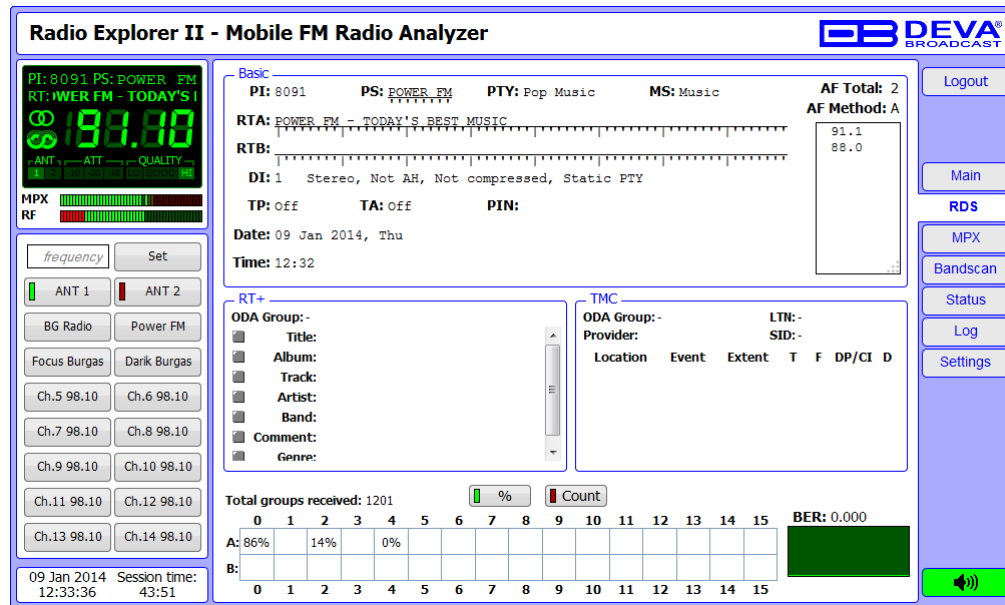 Radio Explorer II - Mobile FM Radio Analyzer
DEVA®
BROADCAST
PI: 8091 PS: POWER FM
RT: WER FM - TODAY'S
91.10
ANT ATT QUALITY
1 2 -10 -20 -30 LO GOOD HI
MPX
RF
frequency Set
ANT 1 ANT 2
BG Radio Power FM
Focus Burgas Darik Burgas
Ch.5 98.10 Ch.6 98.10
Ch.7 98.10 Ch.8 98.10
Ch.9 98.10 Ch.10 98.10
Ch.11 98.10 Ch.12 98.10
Ch.13 98.10 Ch.14 98.10
09 Jan 2014 Session time:
12:33:36 43:51
Basic
PI: 8091 PS: POWER FM PTY: Pop Music MS: Music
RTA: POWER FM - TODAY'S BEST MUSIC
RTB:
DI: 1 Stereo, Not AH, Not compressed, Static PTY
TP: Off TA: Off PIN:
Date: 09 Jan 2014, Thu
Time: 12:32
AF Total: 2
AF Method: A
91.1
88.0
RT+
ODA Group: -
Title:
Album:
Track:
Artist:
Band:
Comment:
Genre:
TMC
ODA Group: - LTN: -
Provider: SID: -
Location Event Extent T F DP/CI D
Total groups received: 1201 % Count
0 1 2 3 4 5 6 7 8 9 10 11 12 13 14 15
A: 86% 14% 0%
B:
0 1 2 3 4 5 6 7 8 9 10 11 12 13 14 15
BER: 0.000
Logout
Main
RDS
MPX
Bandscan
Status
Log
Settings